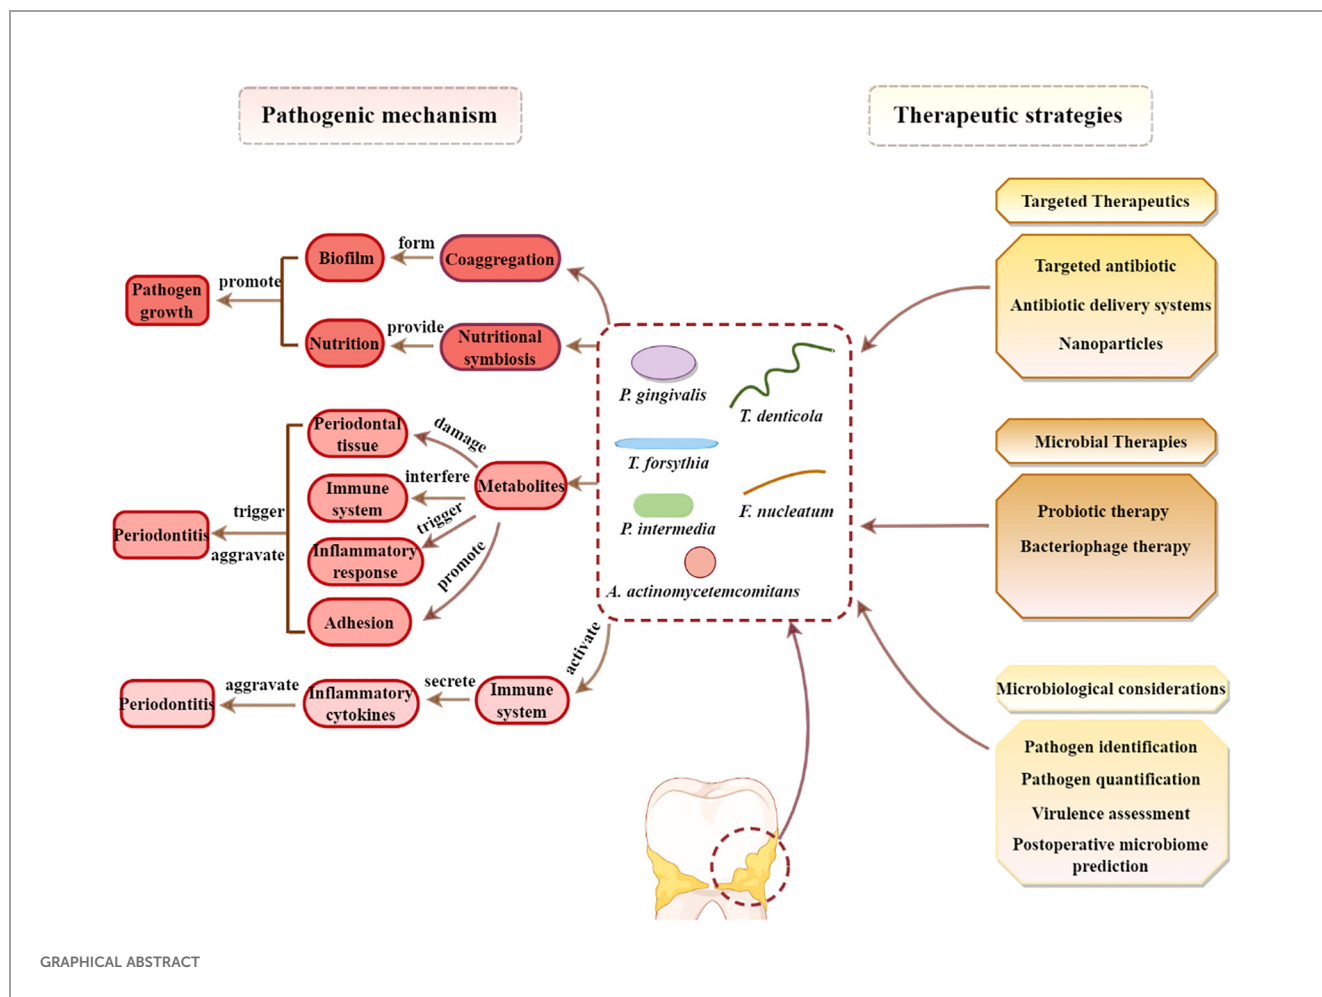 Pathogenic mechanism
Therapeutic strategies
form
Biofilm
Coaggregation
promote
Pathogen
growth
provide
Nutrition
Nutritional
symbiosis
Periodontal
tissue
damage
interfere
Immune
system
Metabolites
trigger
trigger
Periodontitis
aggravate
Inflammatory
response
promote
Adhesion
activate
aggravate
secrete
Periodontitis
Inflammatory
cytokines
Immune
system
P. gingivalis
T. denticola
T. forsythia
F. nucleatum
P. intermedia
A. actinomycetemcomitans
Targeted Therapeutics
Targeted antibiotic
Antibiotic delivery systems
Nanoparticles
Microbial Therapies
Probiotic therapy
Bacteriophage therapy
Microbiological considerations
Pathogen identification
Pathogen quantification
Virulence assessment
Postoperative microbiome
prediction
GRAPHICAL ABSTRACT